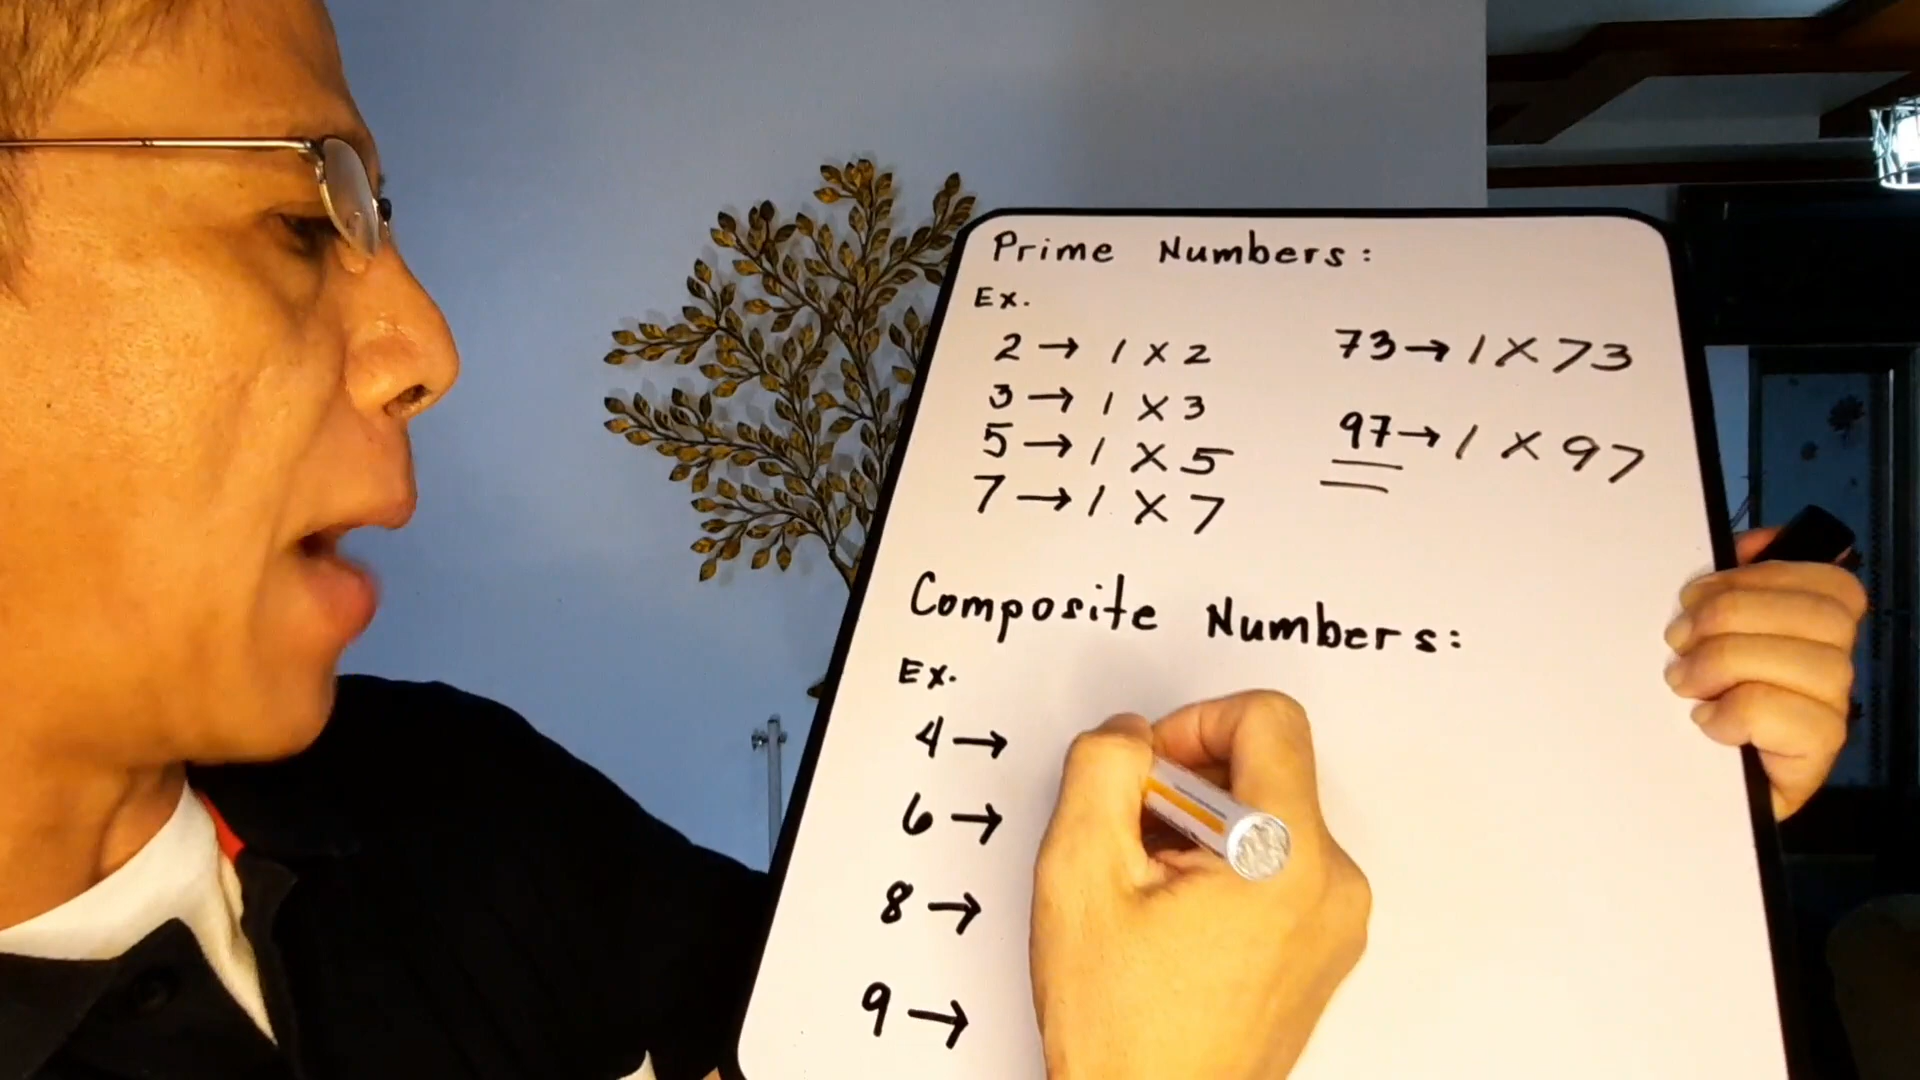 Prime Numbers:
Ex.
2 → 1 x 2
3 → 1 x 3
5 → 1 x 5
7 → 1 x 7
73 → 1 x 73
97 → 1 x 97
Composite Numbers:
Ex.
4 →
6 →
8 →
9 →